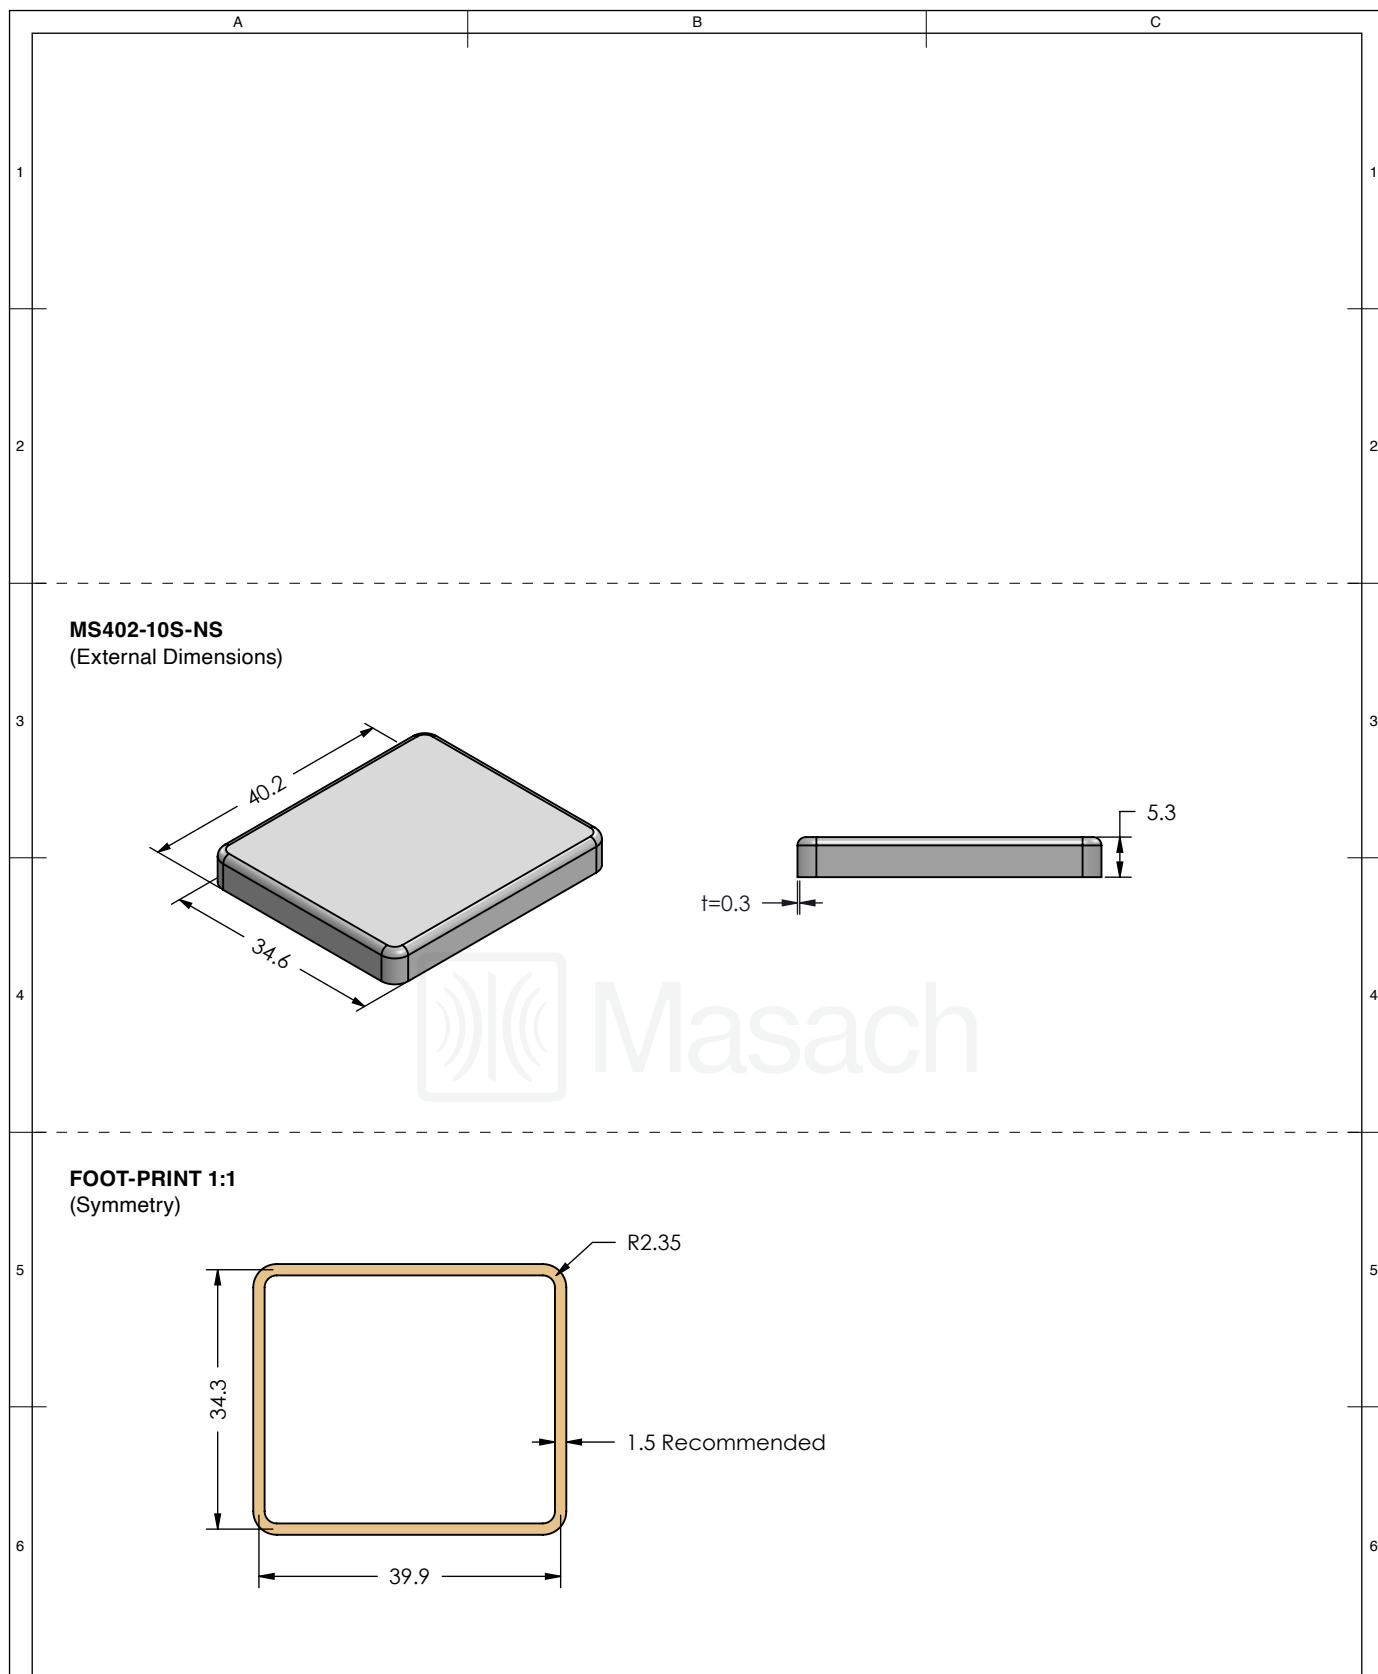 A B C
1 1
2 2
MS402-10S-NS
(External Dimensions)
3 3
40.2
5.3
t=0.3
34.6
4 4
Masach
FOOT-PRINT 1:1
(Symmetry)
R2.35
5 5
34.3
1.5 Recommended
6 6
39.9